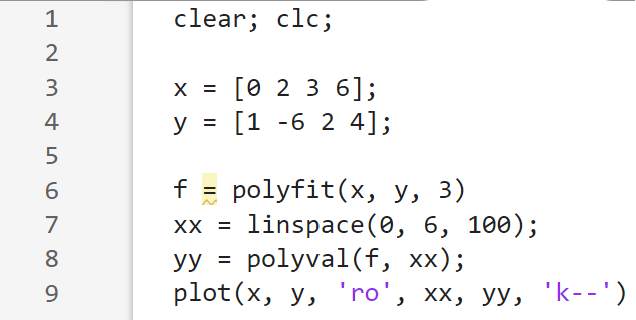 1 clear; clc;
2
3 x = [0 2 3 6];
4 y = [1 -6 2 4];
5
6 f = polyfit(x, y, 3)
7 xx = linspace(0, 6, 100);
8 yy = polyval(f, xx);
9 plot(x, y, 'ro', xx, yy, 'k--')